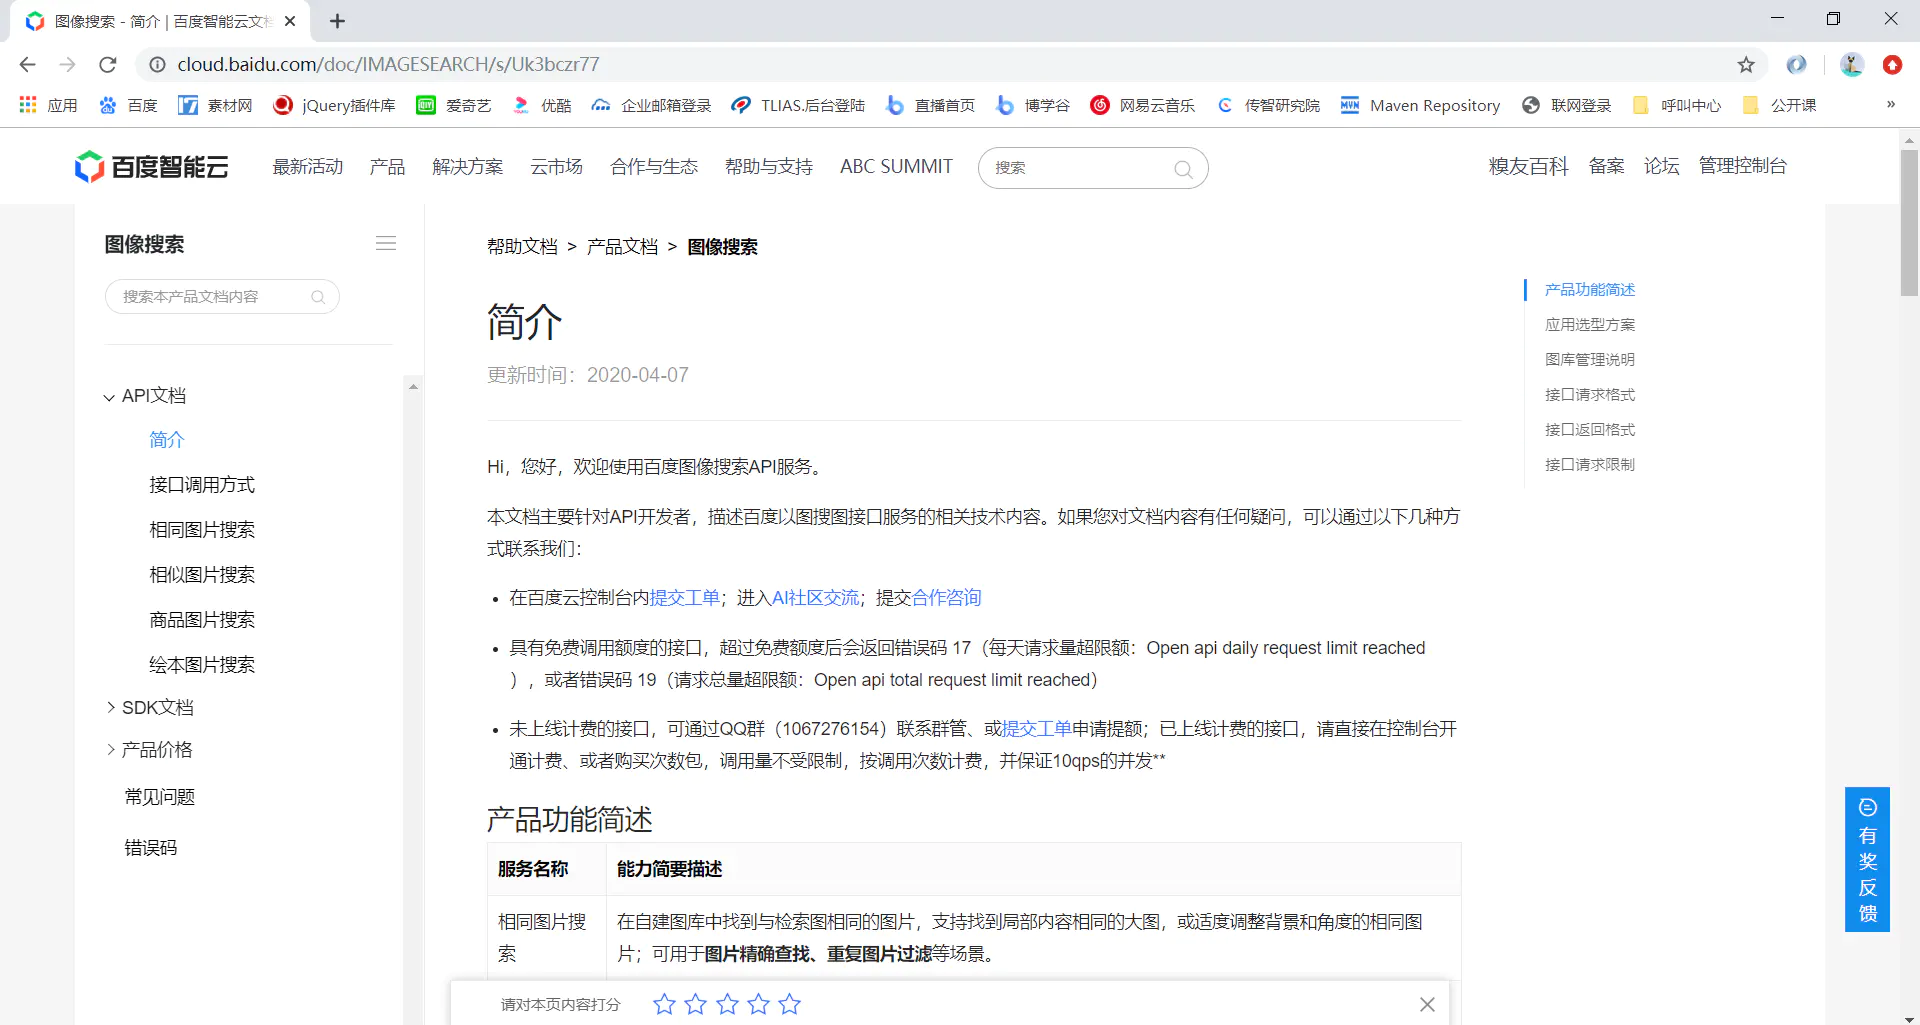 图像搜索 - 简介 | 百度智能云文档
cloud.baidu.com/doc/IMAGESEARCH/s/Uk3bczr77
应用 百度 素材网 jQuery插件库 爱奇艺 优酷 企业邮箱登录 TLIAS.后台登陆 直播首页 博学谷 网易云音乐 传智研究院 Maven Repository 联网登录 呼叫中心 公开课 »
百度智能云 最新活动 产品 解决方案 云市场 合作与生态 帮助与支持 ABC SUMMIT 搜索 糗友百科 备案 论坛 管理控制台
图像搜索
搜索本产品文档内容
API文档
简介
接口调用方式
相同图片搜索
相似图片搜索
商品图片搜索
绘本图片搜索
SDK文档
产品价格
常见问题
错误码
帮助文档 > 产品文档 > 图像搜索
简介
更新时间：2020-04-07
Hi，您好，欢迎使用百度图像搜索API服务。
本文档主要针对API开发者，描述百度以图搜图接口服务的相关技术内容。如果您对文档内容有任何疑问，可以通过以下几种方
式联系我们：
• 在百度云控制台内提交工单；进入AI社区交流；提交合作咨询
• 具有免费调用额度的接口，超过免费额度后会返回错误码 17（每天请求量超限额：Open api daily request limit reached
），或者错误码 19（请求总量超限额：Open api total request limit reached）
• 未上线计费的接口，可通过QQ群（1067276154）联系群管、或提交工单申请提额；已上线计费的接口，请直接在控制台开
通计费、或者购买次数包，调用量不受限制，按调用次数计费，并保证10qps的并发**
产品功能简述
服务名称 能力简要描述
相同图片搜
索
在自建图库中找到与检索图相同的图片，支持找到局部内容相同的大图，或适度调整背景和角度的相同图
片；可用于图片精确查找、重复图片过滤等场景。
请对本页内容打分
产品功能简述
应用选型方案
图库管理说明
接口请求格式
接口返回格式
接口请求限制
有
奖
反
馈